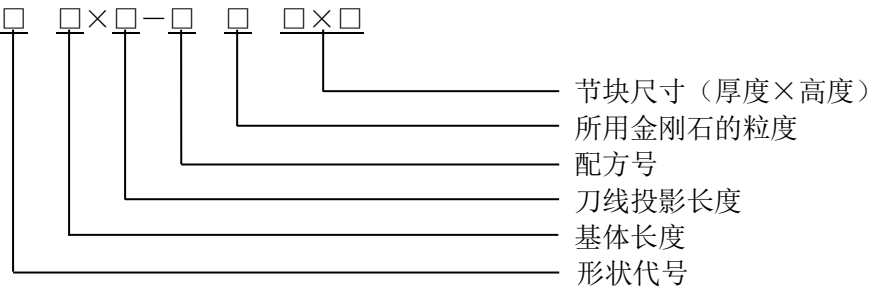 □ □×□－□ □ □×□
节块尺寸（厚度×高度）
所用金刚石的粒度
配方号
刀线投影长度
基体长度
形状代号